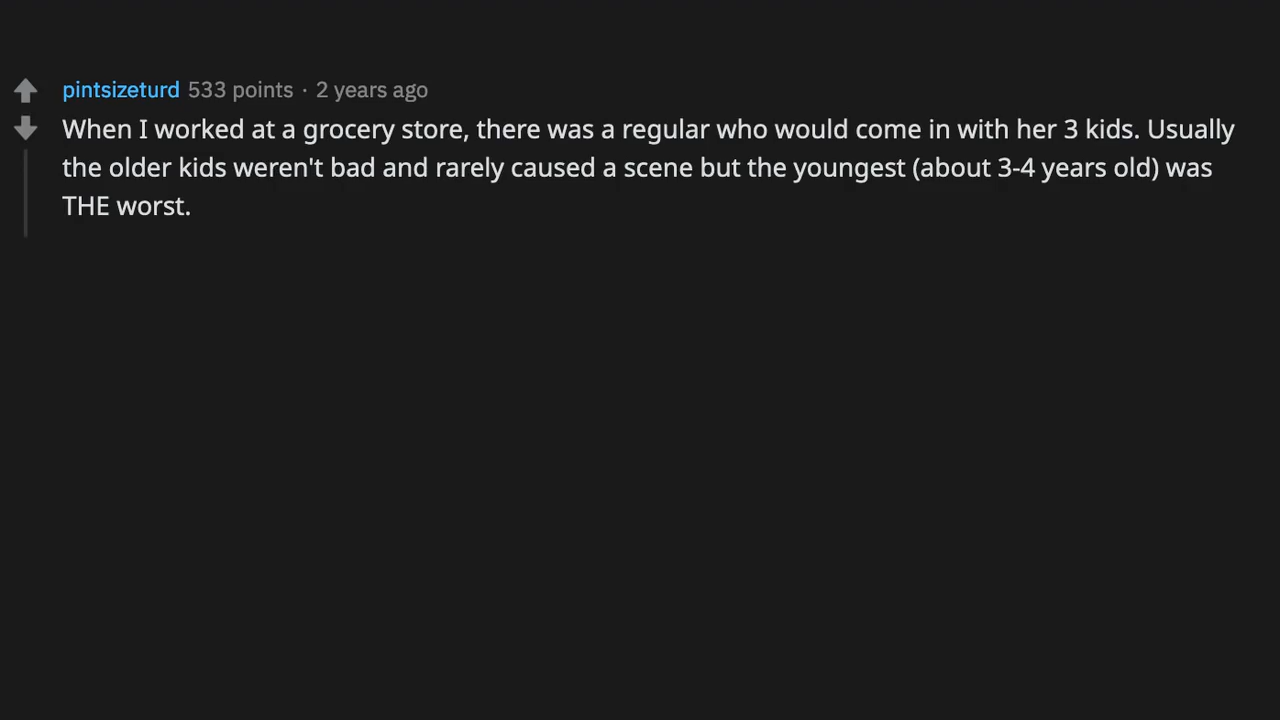 pintsizeturd 533 points · 2 years ago
When I worked at a grocery store, there was a regular who would come in with her 3 kids. Usually
the older kids weren't bad and rarely caused a scene but the youngest (about 3-4 years old) was
THE worst.